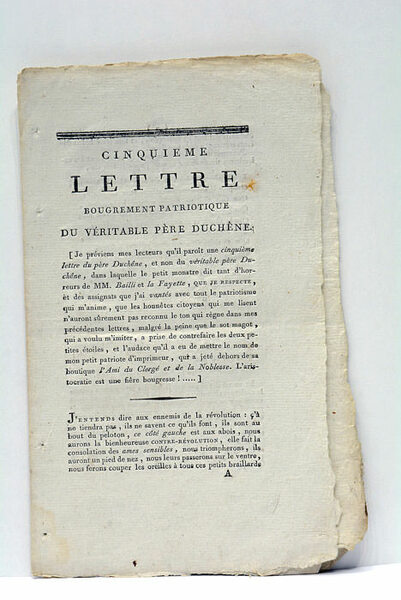 CINQUIEME
LETTRE
BOUGREMENT PATRIOTIQUE
DU VÉRITABLE PÈRE DUCHÊNE.
[Je préviens mes lecteurs qu'il paroît une cinquième
lettre du père Duchêne, et non du véritable père Du-
chêne, dans laquelle le petit monstre dit tant d'hor-
reurs de MM. Bailli et la Fayette, QUE JE RESPECTE,
et des assignats que j'ai vantés avec tout le patriotisme
qui m'anime, que les honnêtes citoyens qui me lisent
n'auront sûrement pas reconnu le ton qui règne dans mes
précédentes lettres, malgré la peine que le sot magot,
qui a voulu m'imiter, a prise de contrefaire les deux pe-
tites étoiles, et l'audace qu'il a eu de mettre le nom de
mon petit patriote d'imprimeur, qui a jeté dehors de sa
boutique l'Ami du Clergé et de la Noblesse. L'aris-
tocratie est une fière bougresse ! ..... ]
J'ENTENDS dire aux ennemis de la révolution : ç'à
ne tiendra pas, ils ne savent ce qu'ils font, ils sont au
bout du peloton, ce côté gauche est aux abois, nous
aurons la bienheureuse CONTRE-RÉVOLUTION, elle fait la
consolation des ames sensibles, nous triompherons, ils
auront un pied de nez, nous leurs passerons sur le ventre,
nous ferons couper les oreilles à tous ces petits braillards
A